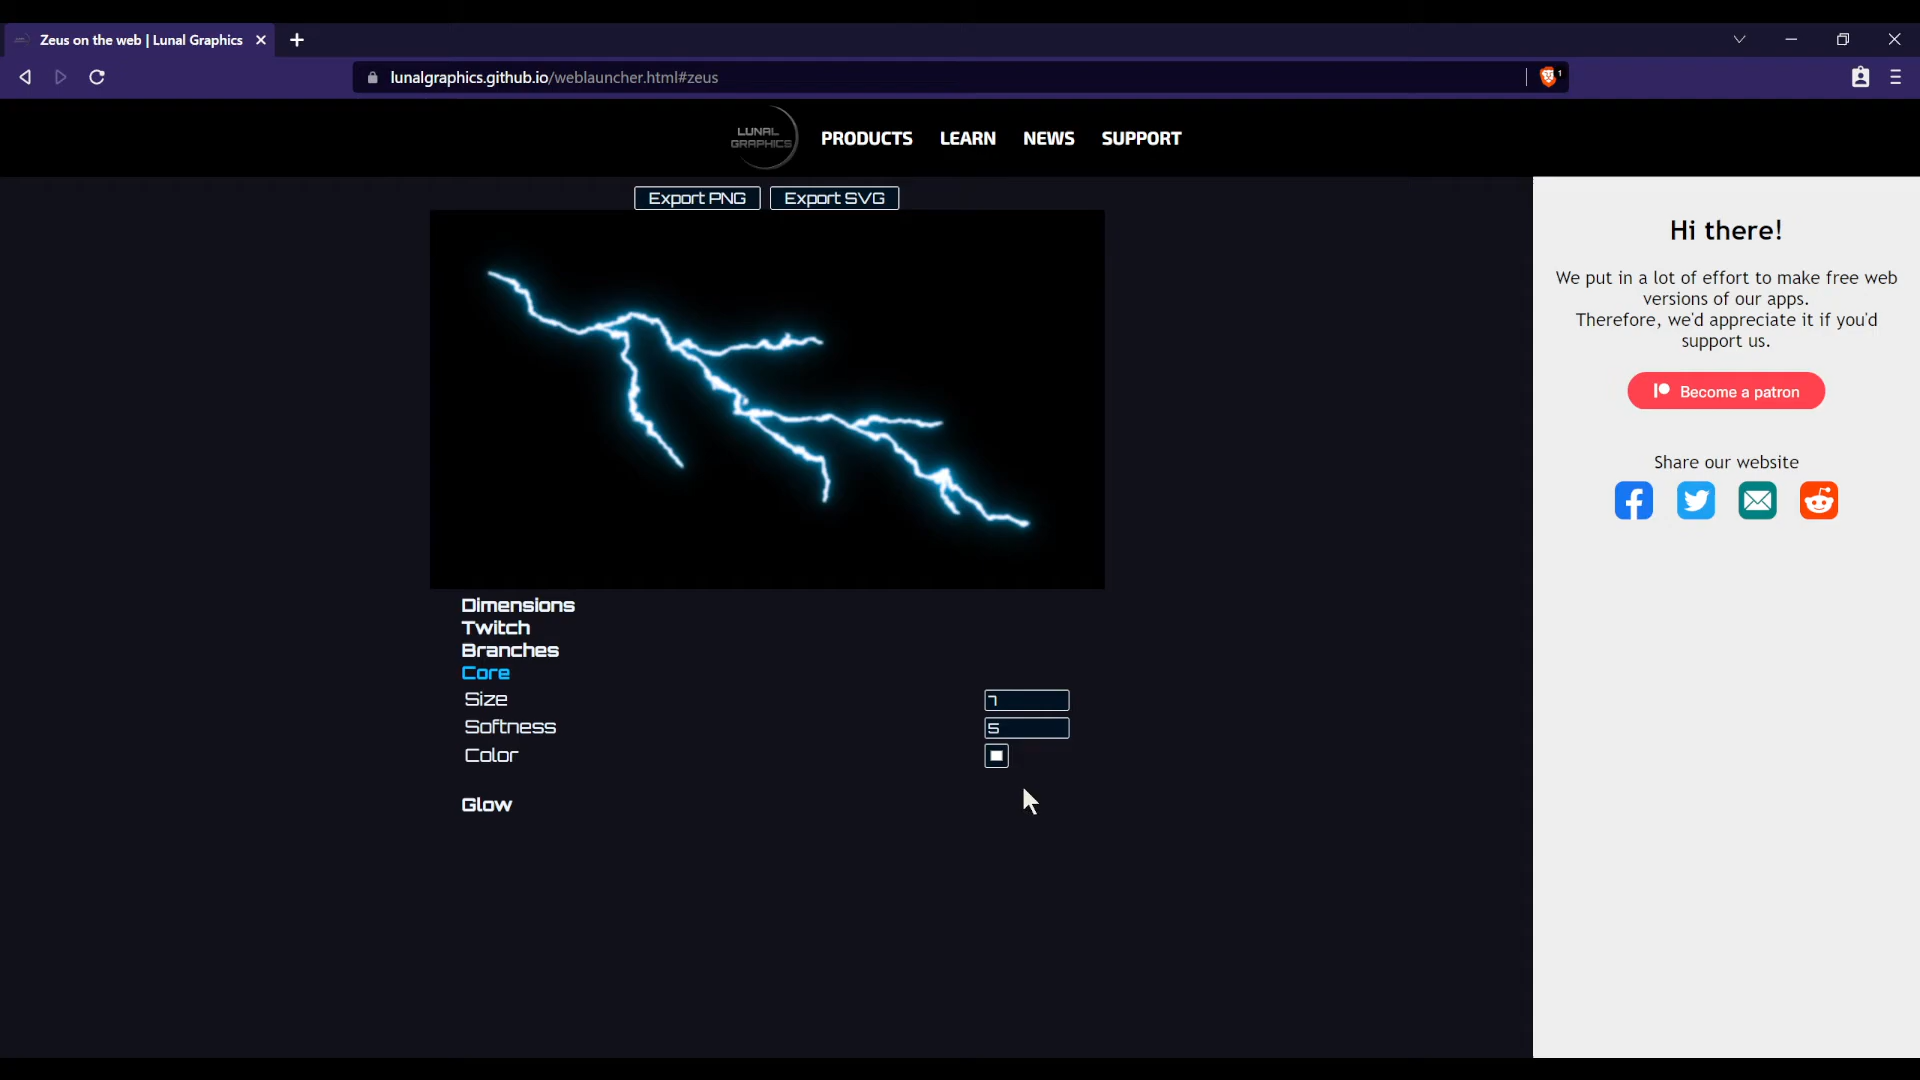 Zeus on the web | Lunal Graphics
lunalgraphics.github.io/weblauncher.html#zeus
1
LUNAL
GRAPHICS
PRODUCTS LEARN NEWS SUPPORT
Export PNG Export SVG
Dimensions
Twitch
Branches
Core
Size 7
Softness 5
Color
Glow
Hi there!
We put in a lot of effort to make free web
versions of our apps.
Therefore, we'd appreciate it if you'd
support us.
Become a patron
Share our website